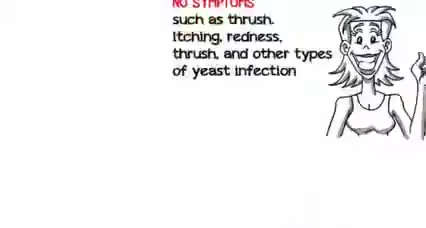 NO SYMPTOMS
such as thrush.
Itching, redness,
thrush, and other types
of yeast infection